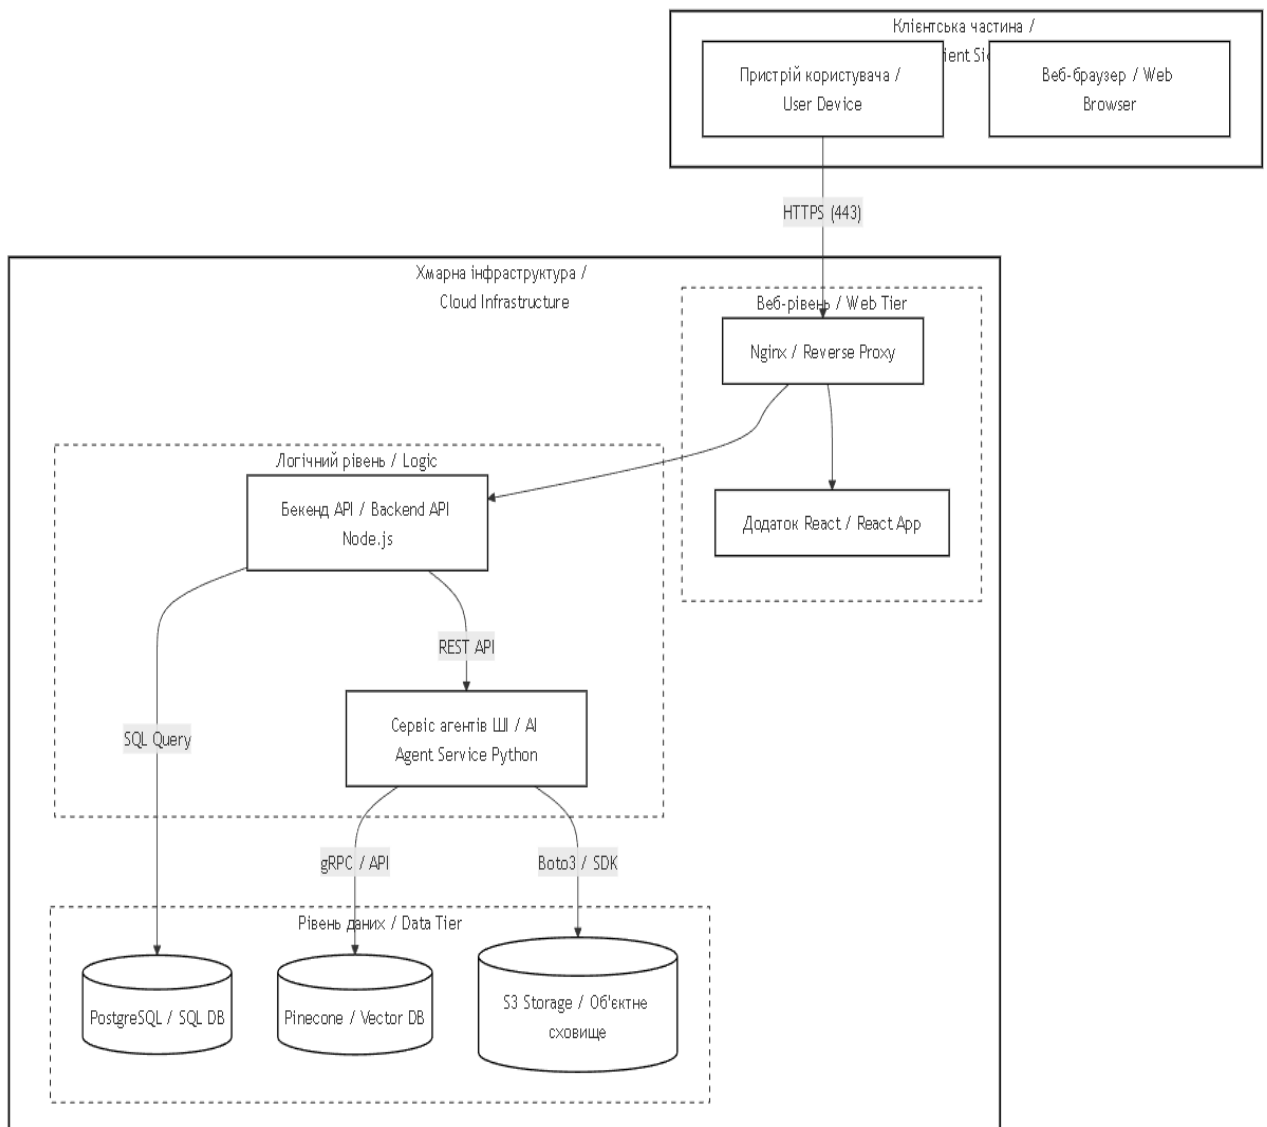 Клієнтська частина /
ient Si
Пристрій користувача /
User Device
Веб-браузер / Web
Browser
HTTPS (443)
Хмарна інфраструктура /
Cloud Infrastructure
Веб-рівень / Web Tier
Nginx / Reverse Proxy
Логічний рівень / Logic
Бекенд API / Backend API
Node.js
Додаток React / React App
REST API
Сервіс агентів ШІ / AI
Agent Service Python
SQL Query
gRPC / API
Boto3 / SDK
Рівень даних / Data Tier
PostgreSQL / SQL DB
Pinecone / Vector DB
S3 Storage / Об'єктне
сховище